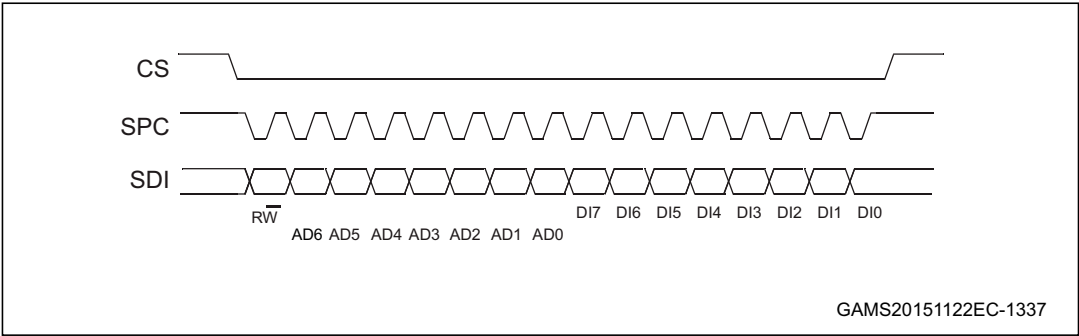 CS
SPC
SDI
RW
DI7 DI6 DI5 DI4 DI3 DI2 DI1 DI0
AD6 AD5 AD4 AD3 AD2 AD1 AD0
GAMS20151122EC-1337